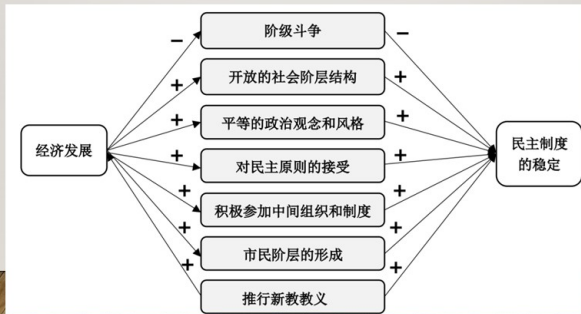 阶级斗争
开放的社会阶层结构
平等的政治观念和风格
对民主原则的接受
积极参加中间组织和制度
市民阶层的形成
推行新教教义
经济发展
民主制度
的稳定
−
+
+
+
+
+
+
−
+
+
+
+
+
+